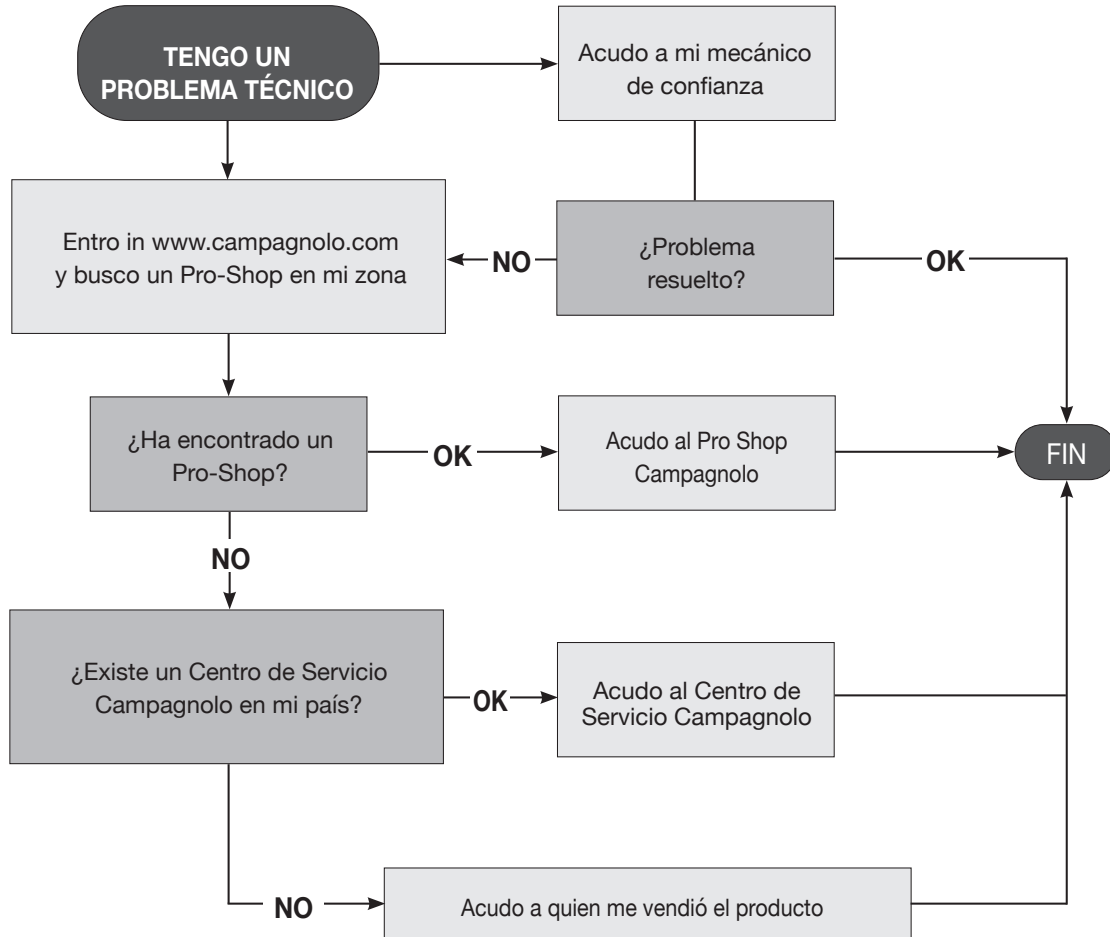 TENGO UN
PROBLEMA TÉCNICO
Acudo a mi mecánico
de confianza
Entro in www.campagnolo.com
y busco un Pro-Shop en mi zona
NO
¿Problema
resuelto?
OK
¿Ha encontrado un
Pro-Shop?
OK
Acudo al Pro Shop
Campagnolo
FIN
NO
¿Existe un Centro de Servicio
Campagnolo en mi país?
OK
Acudo al Centro de
Servicio Campagnolo
NO
Acudo a quien me vendió el producto